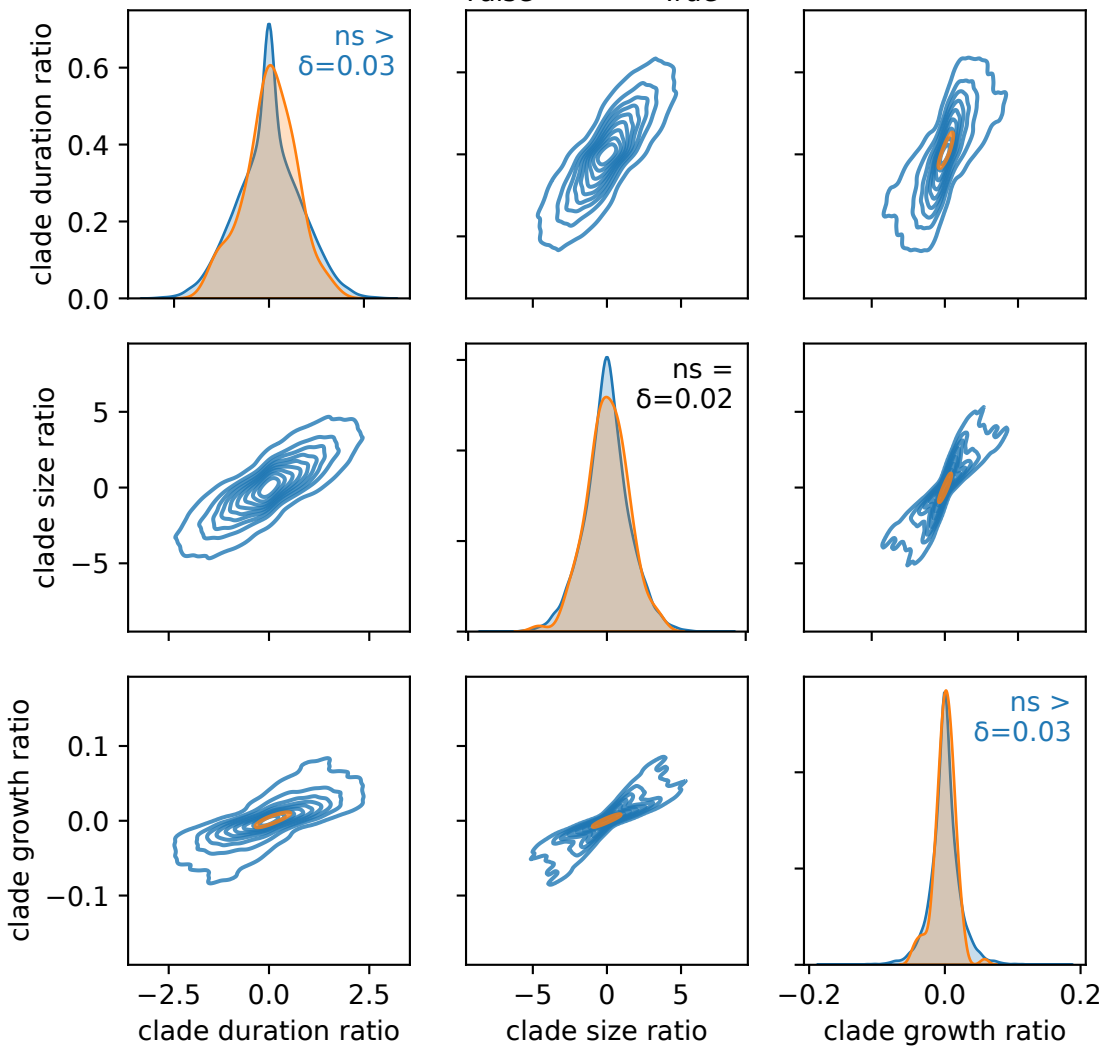 True
clade duration ratio
0.6
0.4
0.2
0.0
ns >
δ=0.03
clade size ratio
5
0
−5
ns =
δ=0.02
clade growth ratio
0.1
0.0
−0.1
ns >
δ=0.03
−2.5
0.0
2.5
−5
0
5
−0.2
0.0
0.2
clade duration ratio
clade size ratio
clade growth ratio